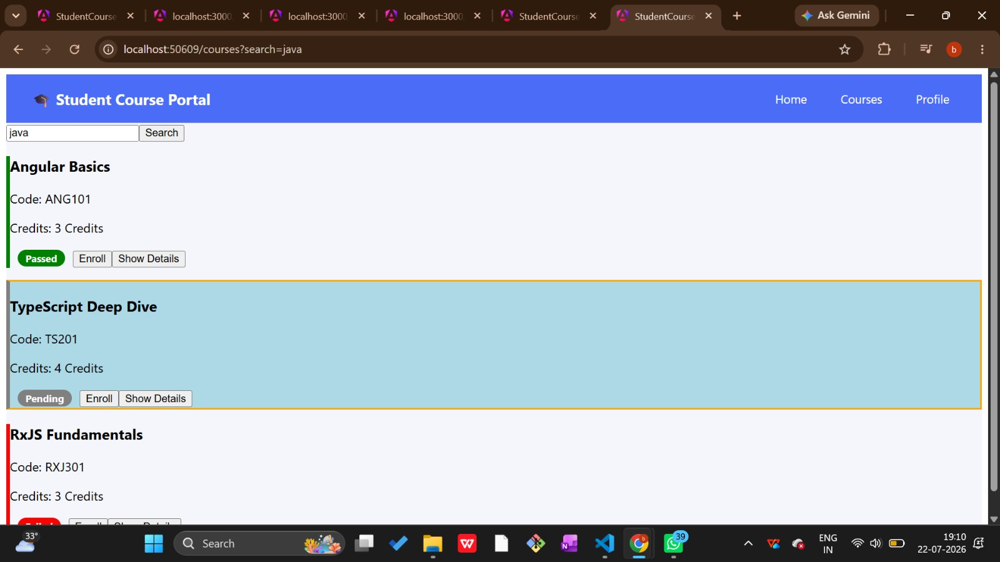 StudentCourse
localhost:3000
localhost:3000
localhost:3000
StudentCourse
StudentCourse
Ask Gemini
localhost:50609/courses?search=java
b
Student Course Portal
Home
Courses
Profile
java
Search
Angular Basics
Code: ANG101
Credits: 3 Credits
Passed
Enroll
Show Details
TypeScript Deep Dive
Code: TS201
Credits: 4 Credits
Pending
Enroll
Show Details
RxJS Fundamentals
Code: RXJ301
Credits: 3 Credits
33°
Search
39
ENG
IN
19:10
22-07-2026